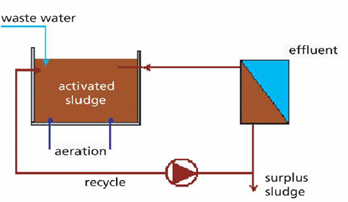 waste water
effluent
activated
sludge
aeration
recycle
surplus
sludge